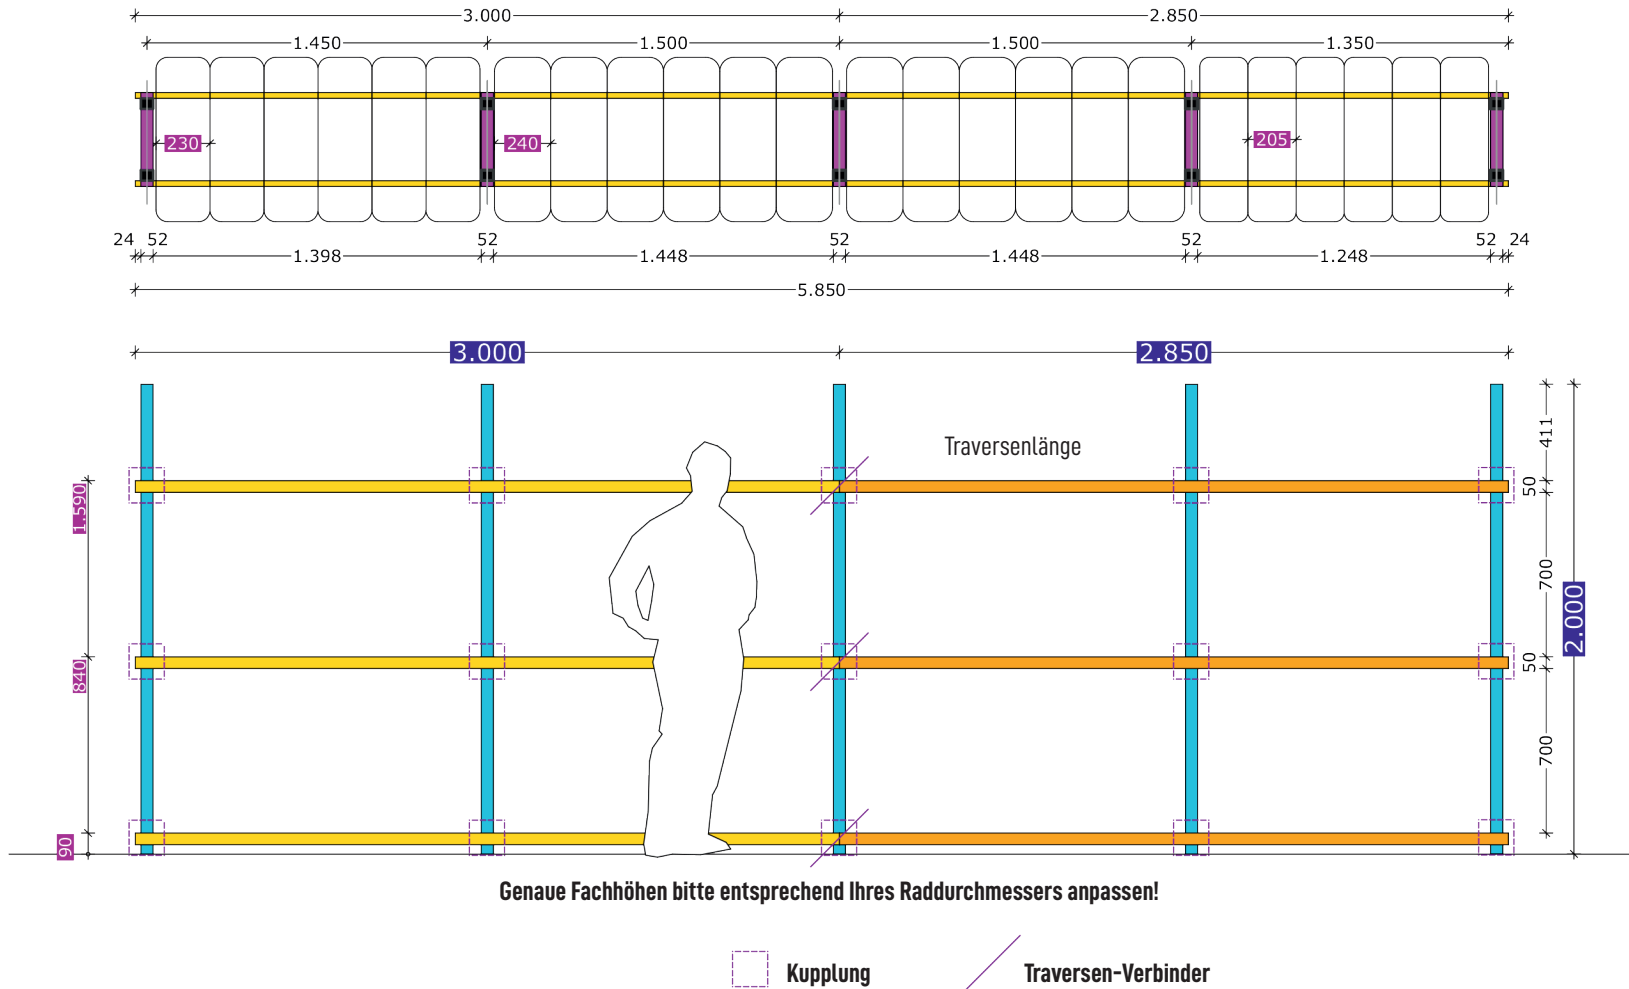 3.000 2.850
1.450 1.500 1.500 1.350
230 240 205
24 52 52 52 52 52 24
1.398 1.448 1.448 1.248
5.850
3.000 2.850
411
Traversenlänge
1.590 50
700
2.000
840 50
700
90
Genaue Fachhöhen bitte entsprechend Ihres Raddurchmessers anpassen!
Kupplung Traversen-Verbinder